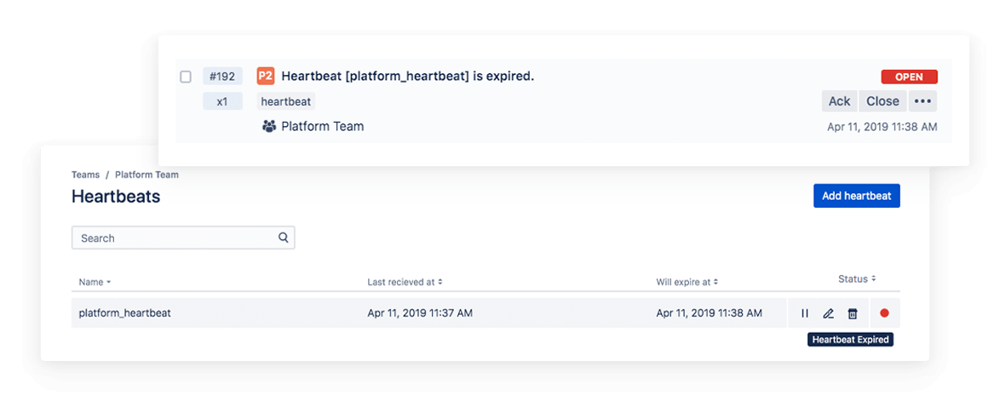 #192 P2 Heartbeat [platform_heartbeat] is expired. OPEN
x1 heartbeat Ack Close
Platform Team Apr 11, 2019 11:38 AM
Teams / Platform Team
Heartbeats Add heartbeat
Search
Name Last recieved at Will expire at Status
platform_heartbeat Apr 11, 2019 11:37 AM Apr 11, 2019 11:38 AM
Heartbeat Expired